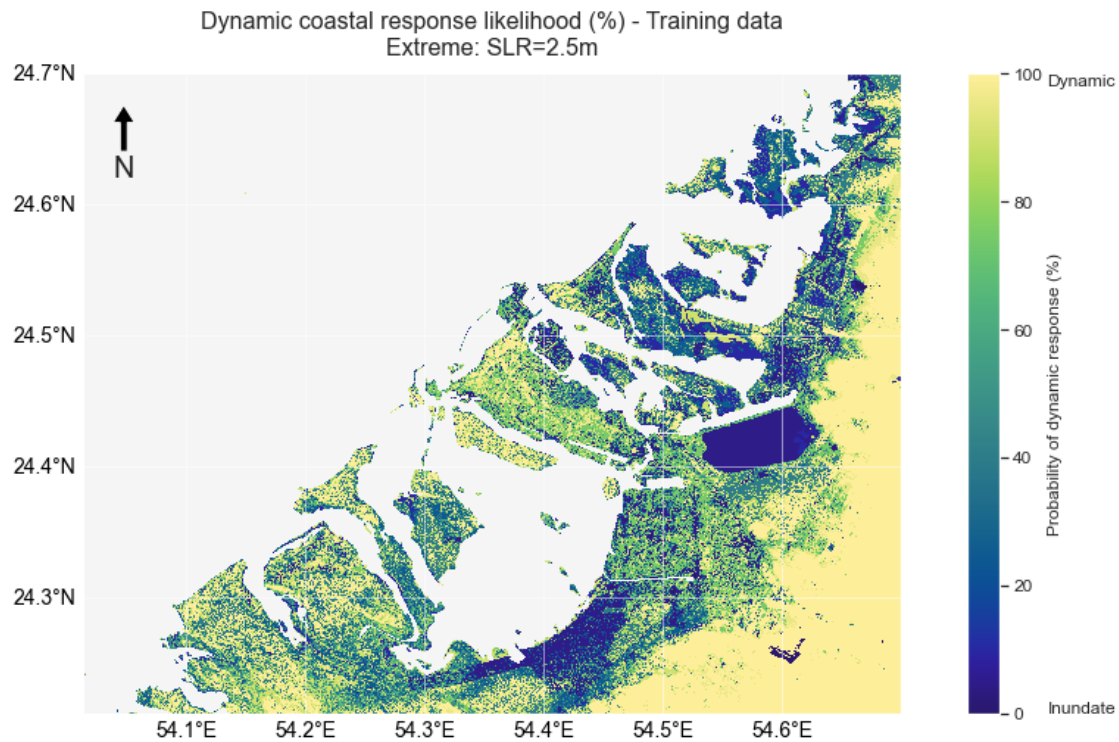 Dynamic coastal response likelihood (%) - Training data
Extreme: SLR=2.5m
24.7°N
24.6°N
24.5°N
24.4°N
24.3°N
N
54.1°E
54.2°E
54.3°E
54.4°E
54.5°E
54.6°E
100
80
60
40
20
0
Dynamic
Inundate
Probability of dynamic response (%)